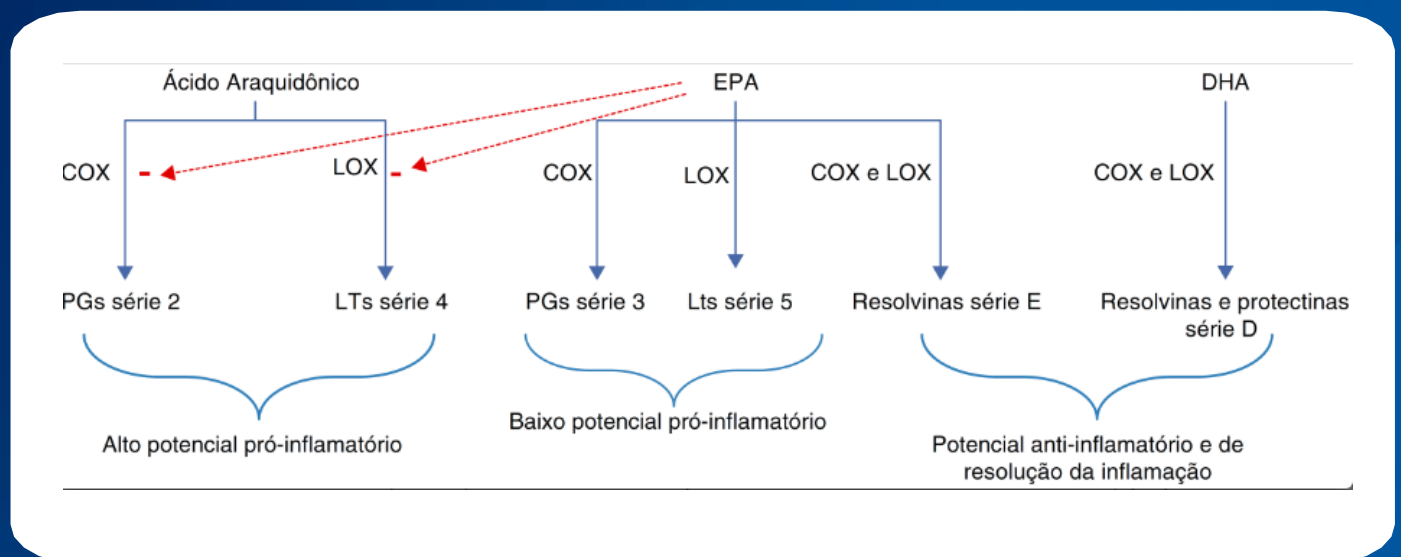 Ácido Araquidônico
EPA
DHA
COX
-
LOX
-
COX
LOX
COX e LOX
COX e LOX
PGs série 2
LTs série 4
PGs série 3
Lts série 5
Resolvinas série E
Resolvinas e protectinas
série D
Alto potencial pró-inflamatório
Baixo potencial pró-inflamatório
Potencial anti-inflamatório e de
resolução da inflamação